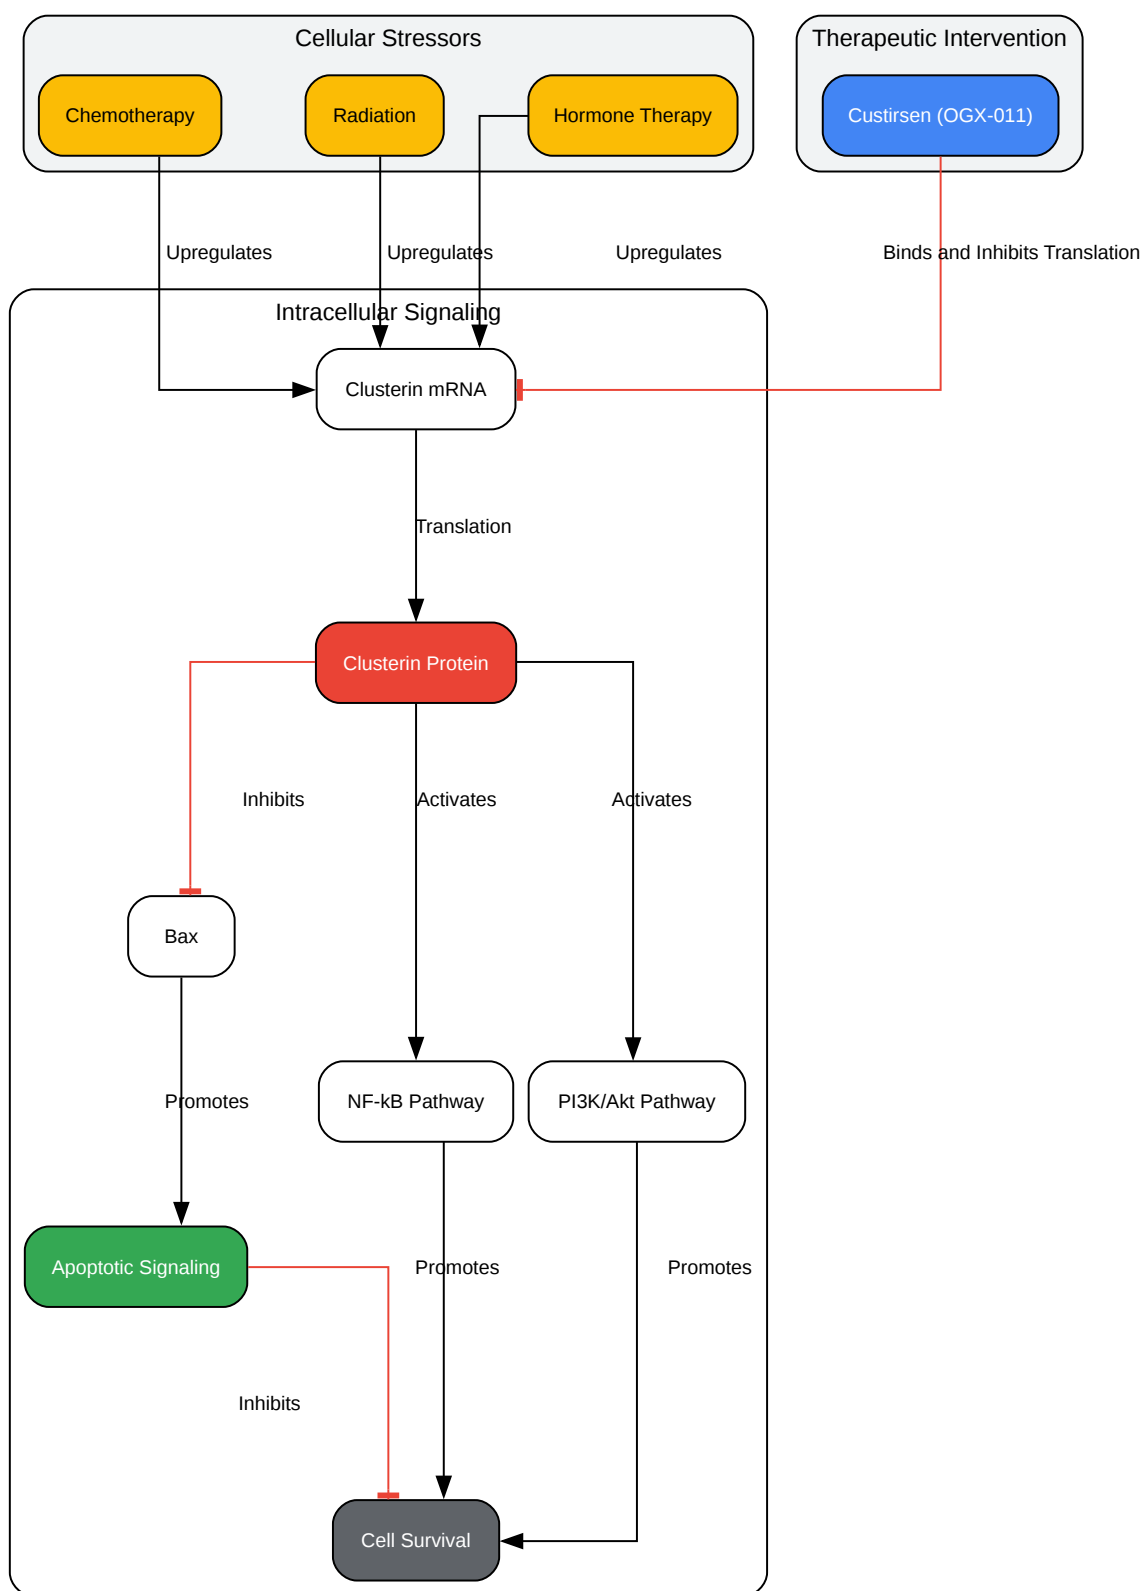 Cellular Stressors
Therapeutic Intervention
Chemotherapy
Radiation
Hormone Therapy
Custirsen (OGX-011)
Upregulates
Upregulates
Upregulates
Binds and Inhibits Translation
Intracellular Signaling
Clusterin mRNA
Translation
Clusterin Protein
Inhibits
Activates
Activates
Bax
Promotes
NF-kB Pathway
PI3K/Akt Pathway
Apoptotic Signaling
Promotes
Promotes
Inhibits
Cell Survival